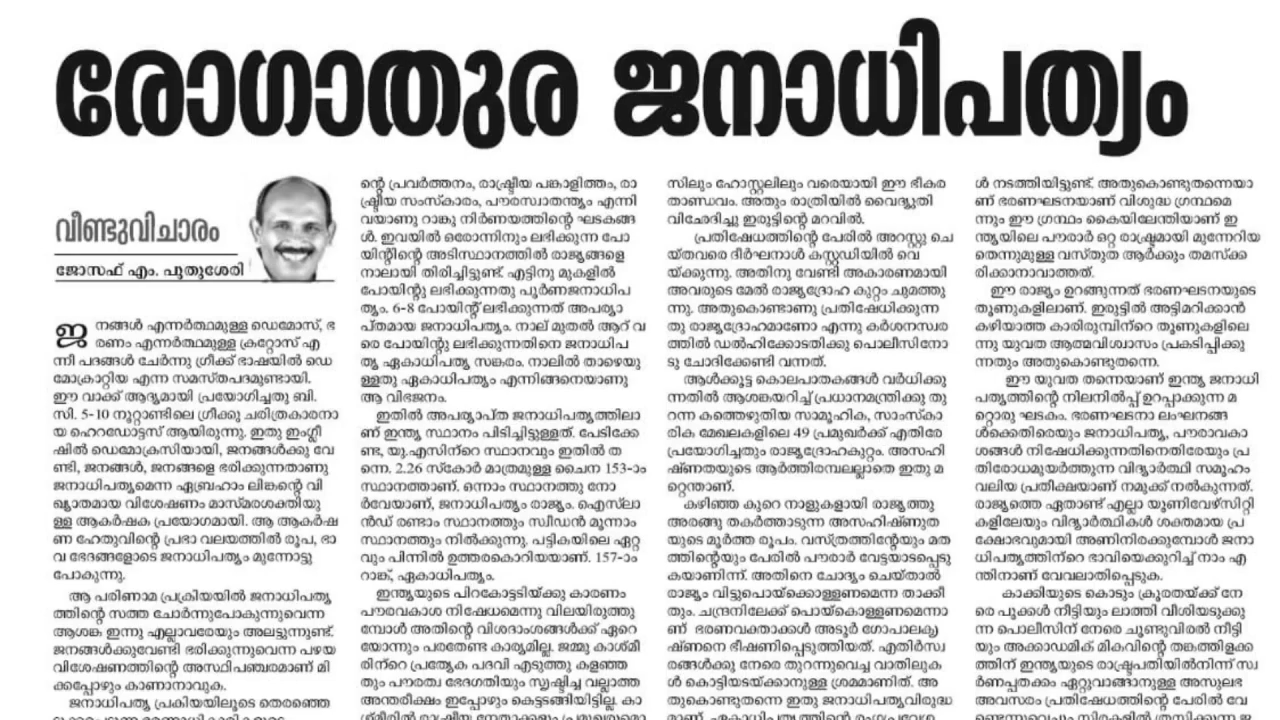 രോഗാതുര ജനാധിപത്യം
വീണ്ടുവിചാരം
ജോസഫ് എം. പുതുശേരി
ജനങ്ങൾ എന്നർത്ഥമുള്ള ഡെമോസ്, ഭ
രണം എന്നർത്ഥമുള്ള ക്രറ്റോസ് എ
ന്നീ പദങ്ങൾ ചേർന്നു ഗ്രീക്ക് ഭാഷയിൽ ഡെ
മോക്രാറ്റിയ എന്ന സമസ്തപദമുണ്ടായി.
ഈ വാക്ക് ആദ്യമായി പ്രയോഗിച്ചതു ബി.
സി. 5-10 നൂറ്റാണ്ടിലെ ഗ്രീക്കു ചരിത്രകാരനാ
യ ഹെറഡോട്ടസ് ആയിരുന്നു. ഇതു ഇംഗ്ലീ
ഷിൽ ഡെമോക്രസിയായി, ജനങ്ങൾക്കു വേ
ണ്ടി, ജനങ്ങൾ, ജനങ്ങളെ ഭരിക്കുന്നതാണു
ജനാധിപത്യമെന്ന ഏബ്രഹാം ലിങ്കന്റെ വി
ഖ്യാതമായ വിശേഷണം മാസ്മരശക്തിയു
ള്ള ആകർഷക പ്രയോഗമായി. ആ ആകർഷ
ണ ഹേതുവിന്റെ പ്രഭാ വലയത്തിൽ രൂപ, ഭാ
വ ഭേദങ്ങളോടെ ജനാധിപത്യം മുന്നോട്ടു
പോകുന്നു.
ആ പരിണാമ പ്രക്രിയയിൽ ജനാധിപത്യ
ത്തിന്റെ സത്ത ചോർന്നുപോകുന്നുവെന്ന
ആശങ്ക ഇന്നു എല്ലാവരേയും അലട്ടുന്നുണ്ട്.
ജനങ്ങൾക്കുവേണ്ടി ഭരിക്കുന്നുവെന്ന പഴയ
വിശേഷണത്തിന്റെ അസ്ഥിപഞ്ചരമാണ് മി
ക്കപ്പോഴും കാണാനാവുക.
ജനാധിപത്യ പ്രകിയയിലൂടെ തെരഞ്ഞെ
ന്റെ പ്രവർത്തനം, രാഷ്ട്രീയ പങ്കാളിത്തം, രാ
ഷ്ട്രീയ സംസ്കാരം, പൗരസ്വാതന്ത്യം എന്നി
വയാണു റാങ്കു നിർണയത്തിന്റെ ഘടകങ്ങ
ൾ. ഇവയിൽ ഒരോന്നിനും ലഭിക്കുന്ന പോ
യിന്റിന്റെ അടിസ്ഥാനത്തിൽ രാജ്യങ്ങളെ
നാലായി തിരിച്ചിട്ടുണ്ട്. എട്ടിനു മുകളിൽ
പോയിന്റു ലഭിക്കുന്നതു പൂർണജനാധിപ
ത്യം. 6-8 പോയിന്റ് ലഭിക്കുന്നത് അപര്യാ
പ്തമായ ജനാധിപത്യം. നാല് മുതൽ ആറ് വ
രെ പോയിന്റു ലഭിക്കുന്നതിനെ ജനാധിപ
ത്യ ഏകാധിപത്യ സങ്കരം. നാലിൽ താഴെയു
ള്ളതു ഏകാധിപത്യം എന്നിങ്ങനെയാണു
ആ വിഭജനം.
ഇതിൽ അപര്യാപ്ത ജനാധിപത്യത്തിലാ
ണ് ഇന്ത്യ സ്ഥാനം പിടിച്ചിട്ടുള്ളത്. പേടിക്കേ
ണ്ട, യു.എസിന്റെ സ്ഥാനവും ഇതിൽ ത
ന്നെ. 2.26 സ്കോർ മാത്രമുള്ള ചൈന 153-ാം
സ്ഥാനത്താണ്. ഒന്നാം സ്ഥാനത്തു നോ
ർവേയാണ്, ജനാധിപത്യം രാജ്യം. ഐസ്‌ലാ
ൻഡ് രണ്ടാം സ്ഥാനത്തും സ്വീഡൻ മൂന്നാം
സ്ഥാനത്തും നിൽക്കുന്നു. പട്ടികയിലെ ഏറ്റ
വും പിന്നിൽ ഉത്തരകൊറിയയാണ്. 157-ാം
റാങ്ക്, ഏകാധിപത്യം.
ഇന്ത്യയുടെ പിറകോട്ടടിയ്ക്കു കാരണം
പൗരവകാശ നിഷേധമെന്നു വിലയിരുത്തു
മ്പോൾ അതിന്റെ വിശദാംശങ്ങൾക്ക് ഏറെ
യോന്നും പരതേണ്ട കാര്യമില്ല. ജമ്മു കാശ്മീ
രിന്റെ പ്രത്യേക പദവി എടുത്തു കളഞ്ഞ
തും പൗരത്വ ഭേദഗതിയും സൃഷ്ടിച്ച വല്ലാത്ത
അന്തരീക്ഷം ഇപ്പോഴും കെട്ടടങ്ങിയിട്ടില്ല. കാ
സിലും ഹോസ്റ്റലിലും വരെയായി ഈ ഭീകര
താണ്ഡവം. അതും രാത്രിയിൽ വൈദ്യുതി
വിഛേദിച്ചു ഇരുട്ടിന്റെ മറവിൽ.
പ്രതിഷേധത്തിന്റെ പേരിൽ അറസ്റ്റു ചെ
യ്തവരെ ദീർഘനാൾ കസ്റ്റഡിയിൽ വെ
യ്ക്കുന്നു. അതിനു വേണ്ടി അകാരണമായി
അവരുടെ മേൽ രാജ്യദ്രോഹ കുറ്റം ചുമത്തു
ന്നു. അതുകൊണ്ടാണു പ്രതിഷേധിക്കുന്ന
തു രാജ്യദ്രോഹമാണോ എന്നു കർശനസ്വര
ത്തിൽ ഡൽഹിക്കോടതിക്കു പൊലീസിനോ
ടു ചോദിക്കേണ്ടി വന്നത്.
ആൾക്കൂട്ട കൊലപാതകങ്ങൾ വർധിക്കു
ന്നതിൽ ആശങ്കയറിച്ച് പ്രധാനമന്ത്രിക്കു തു
റന്ന കത്തെഴുതിയ സാമൂഹിക, സാംസ്കാ
രിക മേഖലകളിലെ 49 പ്രമുഖർക്ക് എതിരേ
പ്രയോഗിച്ചതും രാജ്യദ്രോഹകുറ്റം. അസഹി
ഷ്ണതയുടെ ആർത്തിരമ്പലല്ലാതെ ഇതു മ
റ്റെന്താണ്.
കഴിഞ്ഞ കുറെ നാളുകളായി രാജ്യത്തു
അരങ്ങു തകർത്താടുന്ന അസഹിഷ്ണുത
യുടെ മൂർത്ത രൂപം. വസ്ത്രത്തിന്റേയും മത
ത്തിന്റെയും പേരിൽ പൗരാർ വേട്ടയാടപ്പെടു
കയാണിന്ന്. അതിനെ ചോദ്യം ചെയ്താൽ
രാജ്യം വിട്ടുപൊയ്ക്കൊള്ളണമെന്ന താക്കീ
തും. ചന്ദ്രനിലേക്ക് പൊയ്കൊള്ളണമെന്നാ
ണ് ഭരണവക്താക്കൾ അടൂർ ഗോപാലകൃ
ഷ്ണനെ ഭീഷണിപ്പെടുത്തിയത്. എതിർസ്വ
രങ്ങൾക്കു നേരേ തുറന്നുവെച്ച വാതിലുക
ൾ കൊട്ടിയടയ്ക്കാനുള്ള ശ്രമമാണിത്. അ
തുകൊണ്ടുതന്നെ ഇതു ജനാധിപത്യവിരുദ്ധ
ൾ നടത്തിയിട്ടുണ്ട്. അതുകൊണ്ടുതന്നെയാ
ണ് ഭരണഘടനയാണ് വിശുദ്ധ ഗ്രന്ഥമെ
ന്നും ഈ ഗ്രന്ഥം കൈയിലേന്തിയാണ് ഇ
ന്ത്യയിലെ പൗരാർ ഒറ്റ രാഷ്ട്രമായി മുന്നേറിയ
തെന്നുമുള്ള വസ്തുത ആർക്കും തമസ്ക്ക
രിക്കാനാവാത്തത്.
ഈ രാജ്യം ഉറങ്ങുന്നത് ഭരണഘടനയുടെ
തൂണുകളിലാണ്. ഇരുട്ടിൽ അട്ടിമറിക്കാൻ
കഴിയാത്ത കാരിരുമ്പിൻറെ തൂണുകളിലെ
ന്നു യുവത ആത്മവിശ്വാസം പ്രകടിപ്പിക്കു
ന്നതും അതുകൊണ്ടുതന്നെ.
ഈ യുവത തന്നെയാണ് ഇന്ത്യ ജനാധി
പത്യത്തിന്റെ നിലനിൽപ്പ് ഉറപ്പാക്കുന്ന മ
റ്റൊരു ഘടകം. ഭരണഘടനാ ലംഘനങ്ങ
ൾക്കെതിരെയും ജനാധിപത്യ, പൗരാവകാ
ശങ്ങൾ നിഷേധിക്കുന്നതിനെതിരേയും പ്ര
തിരോധമുയർത്തുന്ന വിദ്യാർത്ഥി സമൂഹം
വലിയ പ്രതീക്ഷയാണ് നമുക്ക് നൽകുന്നത്.
രാജ്യത്തെ ഏതാണ്ട് എല്ലാ യൂണിവേഴ്സിറ്റി
കളിലേയും വിദ്യാർത്ഥികൾ ശക്തമായ പ്ര
ക്ഷോഭവുമായി അണിനിരക്കുമ്പോൾ ജനാ
ധിപത്യത്തിൻറെ ഭാവിയെക്കുറിച്ച് നാം എ
ന്തിനാണ് വേവലാതിപ്പെടുക.
കാക്കിയുടെ കൊടും ക്രൂരതയ്ക്ക് നേ
രെ പൂക്കൾ നീട്ടിയും ലാത്തി വീശിയടുക്കു
ന്ന പൊലീസിന് നേരെ ചൂണ്ടുവിരൽ നീട്ടി
യും അക്കാഡമിക് മികവിന്റെ തങ്കത്തിളക്ക
ത്തിന് ഇന്ത്യയുടെ രാഷ്ട്രപതിയിൽനിന്ന് സ്വ
ർണപ്പതക്കം ഏറ്റുവാങ്ങാനുള്ള അസുലഭ
അവസരം പ്രതിഷേധത്തിന്റെ പേരിൽ വേ